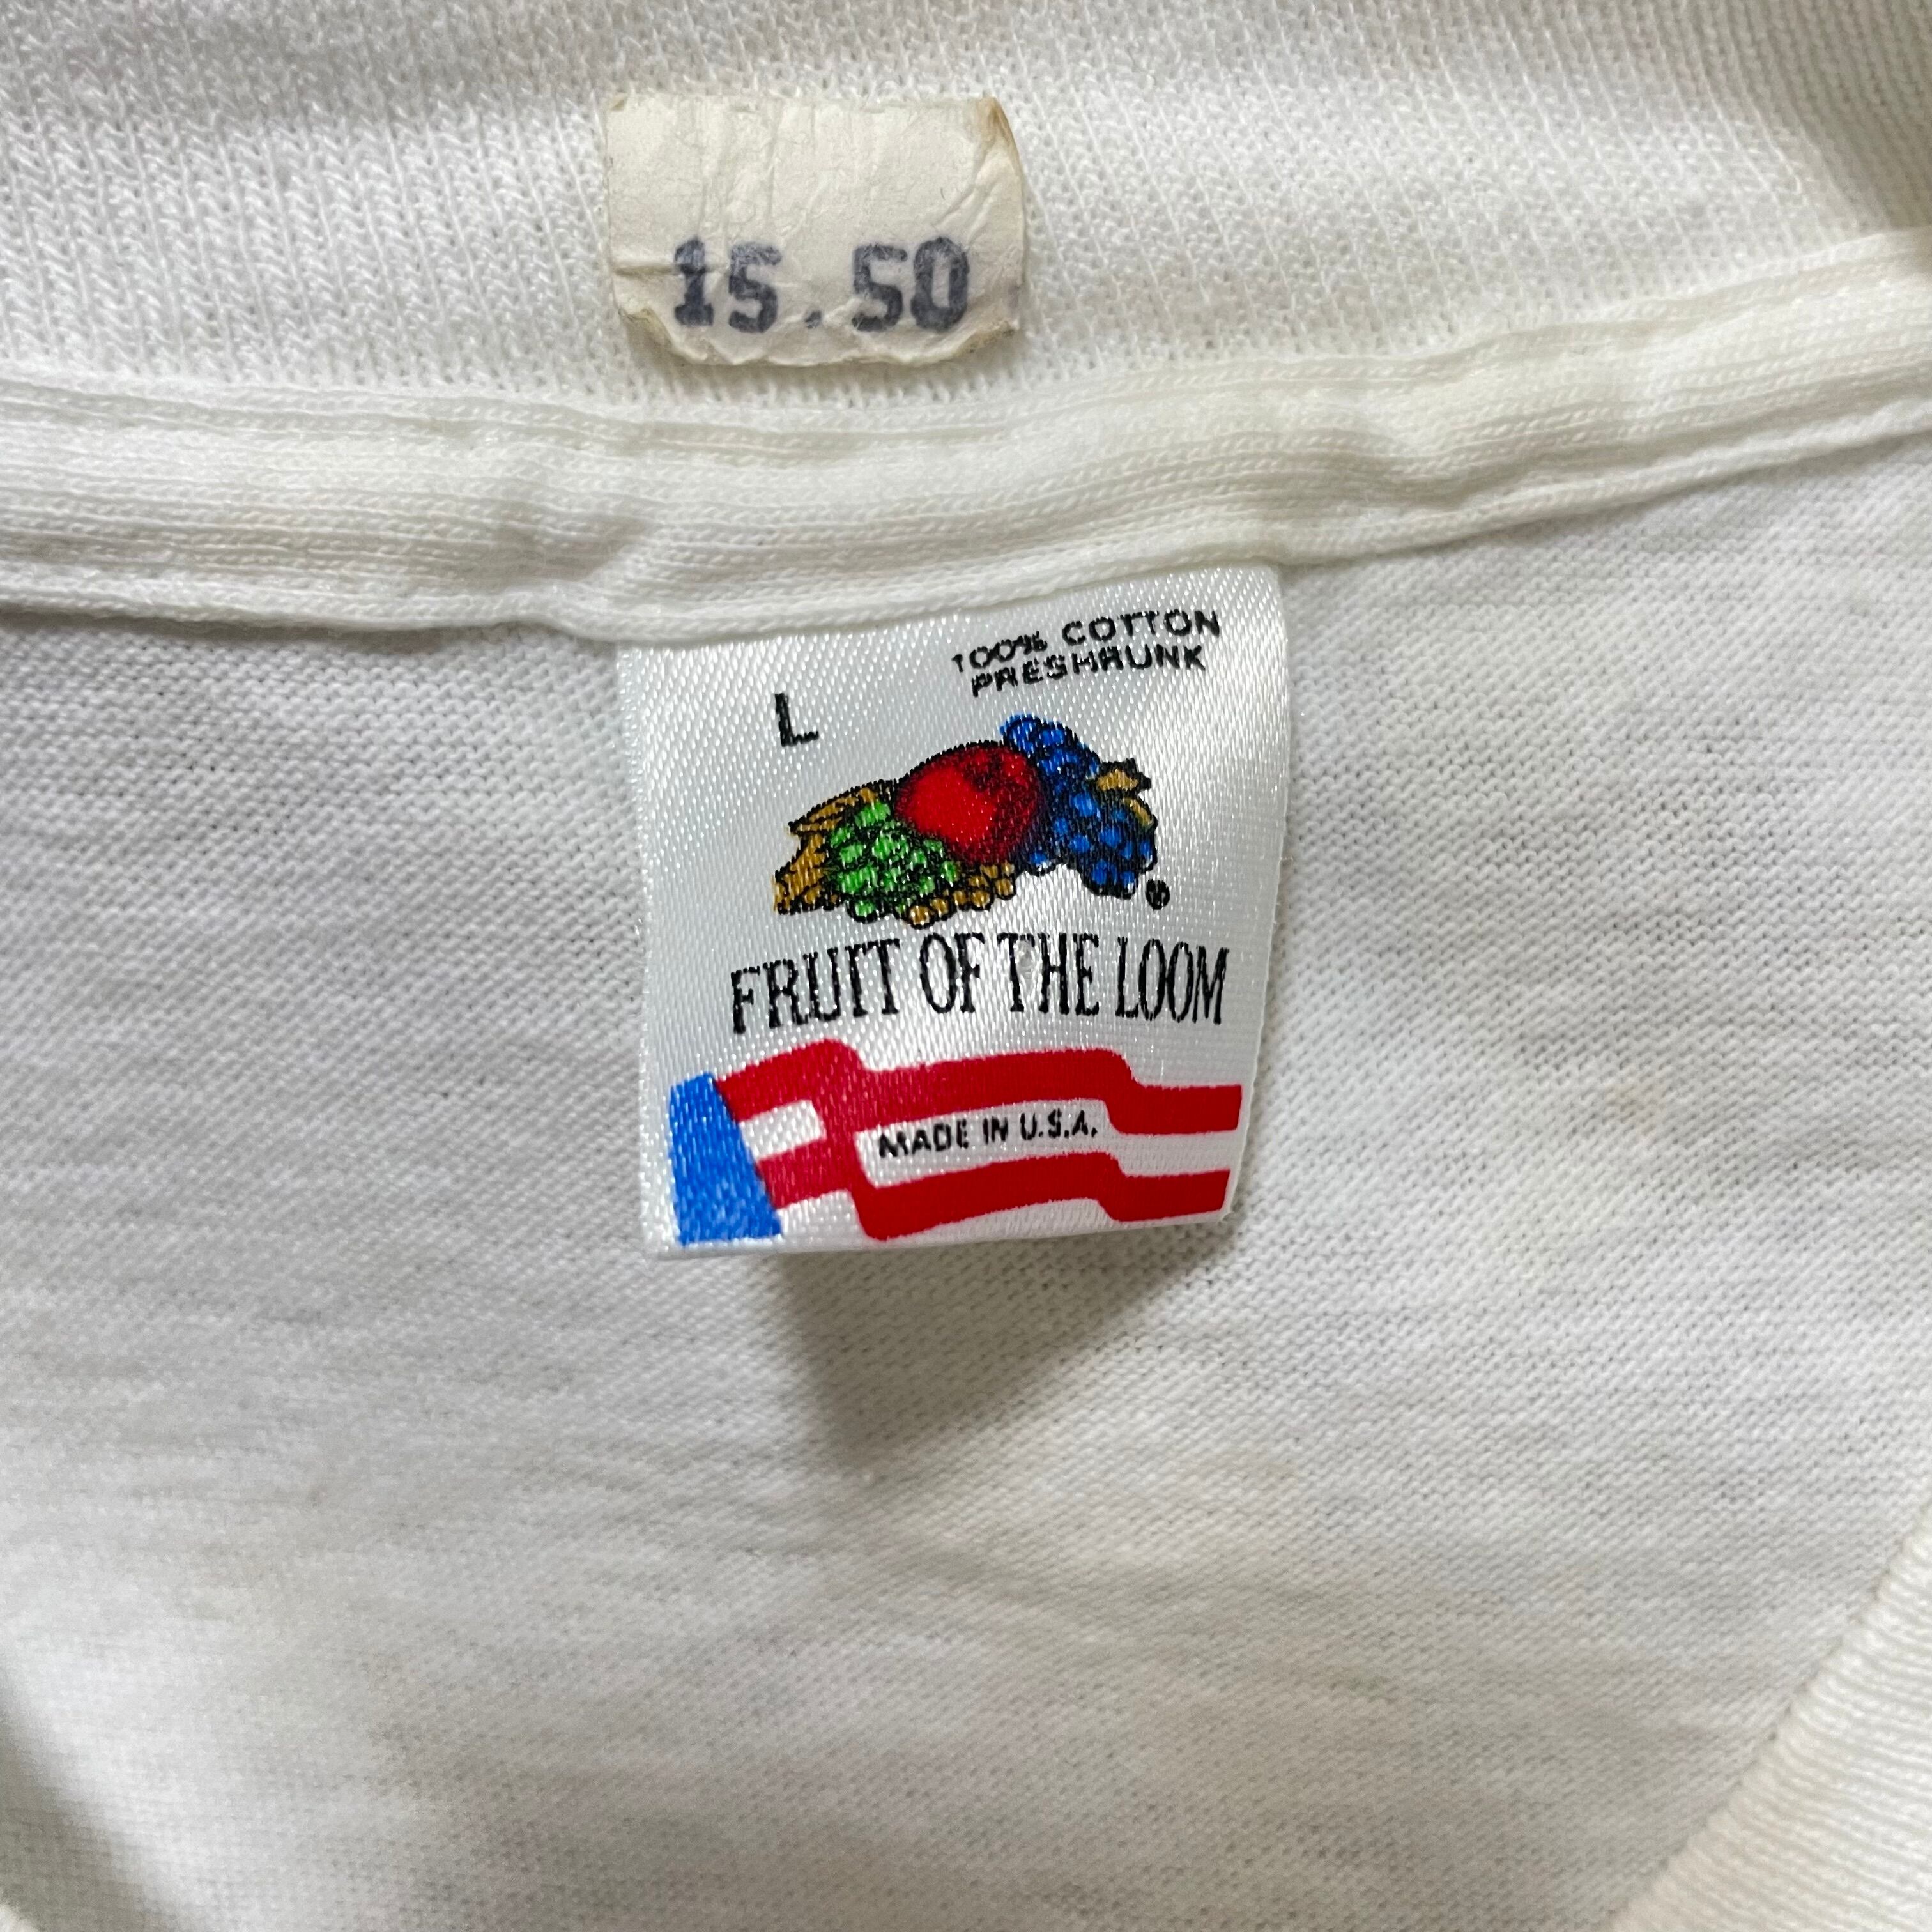 15.50
100% COTTON
PRESHRUNK
L
®
FRUIT OF THE LOOM
MADE IN U.S.A.